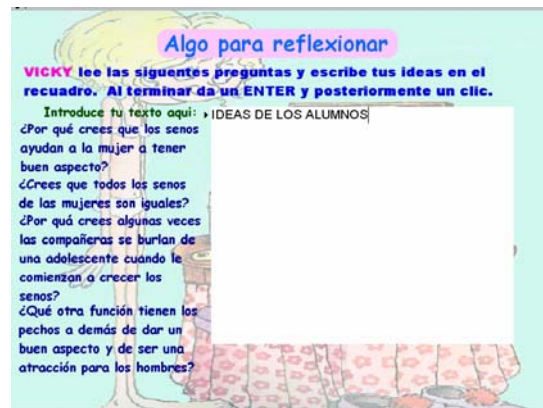 Algo para reflexionar
VICKY lee las siguentes preguntas y escribe tus ideas en el
recuadro. Al terminar da un ENTER y posteriormente un clic.
Introduce tu texto aqui: IDEAS DE LOS ALUMNOS
¿Por qué crees que los senos
ayudan a la mujer a tener
buen aspecto?
¿Crees que todos los senos
de las mujeres son iguales?
¿Por quá crees algunas veces
las compañeras se burlan de
una adolescente cuando le
comienzan a crecer los
senos?
¿Qué otra función tienen los
pechos a demás de dar un
buen aspecto y de ser una
atracción para los hombres?